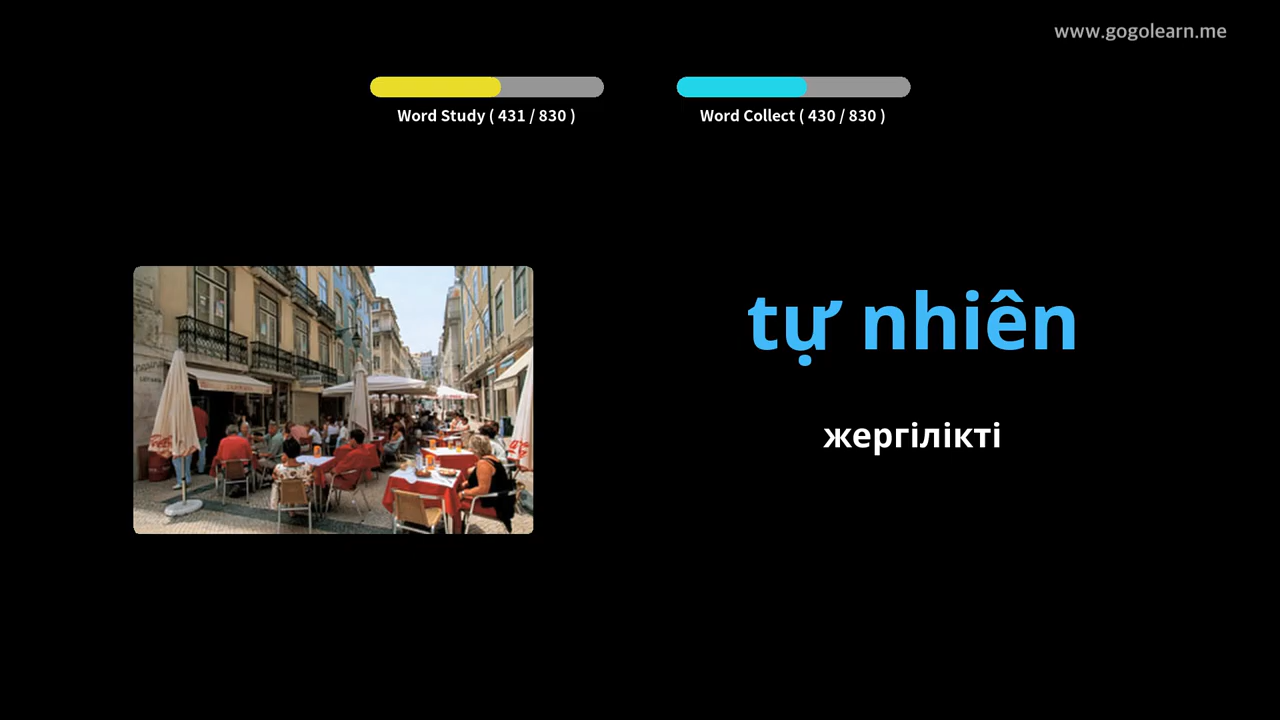 www.gogolearn.me
Word Study ( 431 / 830 )
Word Collect ( 430 / 830 )
tự nhiên
жергілікті